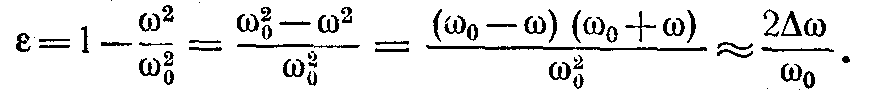 ε = 1 − ω²/ω₀² = (ω₀² − ω²)/ω₀² = (ω₀ − ω) (ω₀ + ω)/ω₀² ≈ 2Δω/ω₀ .